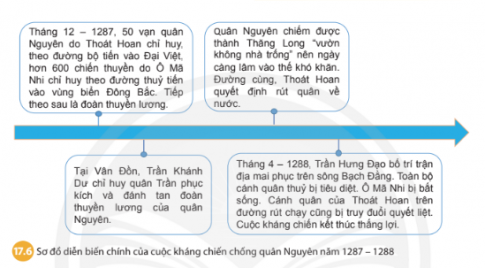 Tháng 12 – 1287, 50 vạn quân
Nguyên do Thoát Hoan chỉ huy,
theo đường bộ tiến vào Đại Việt,
hơn 600 chiến thuyền do Ô Mã
Nhi chỉ huy theo đường thuỷ tiến
vào vùng biển Đông Bắc. Tiếp
theo sau là đoàn thuyền lương.
Quân Nguyên chiếm được
thành Thăng Long "vườn
không nhà trống" nên ngày
càng lâm vào thế khó khăn.
Đường cùng, Thoát Hoan
quyết định rút quân về
nước.
Tại Vân Đồn, Trần Khánh
Dư chỉ huy quân Trần phục
kích và đánh tan đoàn
thuyền lương của quân
Nguyên.
Tháng 4 – 1288, Trần Hưng Đạo bố trí trận
địa mai phục trên sông Bạch Đằng. Toàn bộ
cánh quân thuỷ bị tiêu diệt. Ô Mã Nhi bị bắt
sống. Cánh quân của Thoát Hoan trên
đường rút chạy cũng bị truy đuổi quyết liệt.
Cuộc kháng chiến kết thúc thắng lợi.
17.6 Sơ đồ diễn biến chính của cuộc kháng chiến chống quân Nguyên năm 1287 – 1288